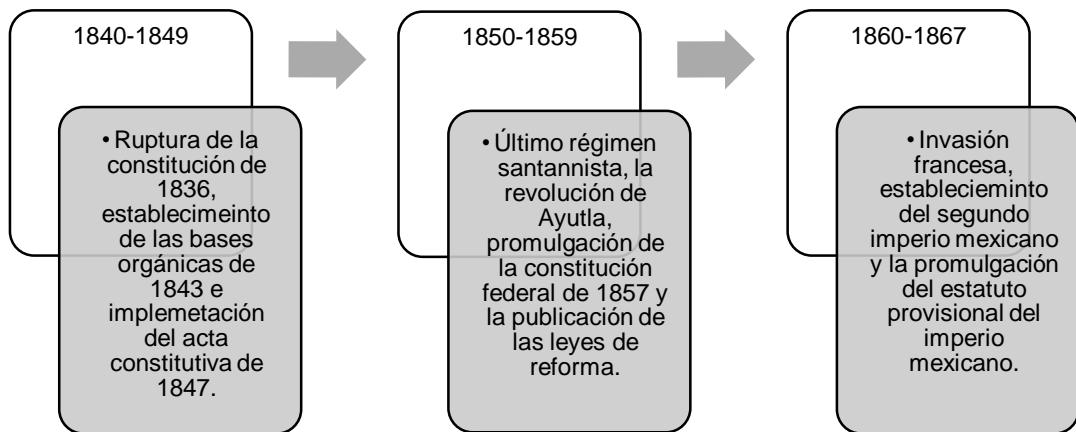 1840-1849
• Ruptura de la
constitución de
1836,
establecimeinto
de las bases
orgánicas de
1843 e
implemetación
del acta
constitutiva de
1847.
1850-1859
• Último régimen
santannista, la
revolución de
Ayutla,
promulgación de
la constitución
federal de 1857 y
la publicación de
las leyes de
reforma.
1860-1867
• Invasión
francesa,
establecieminto
del segundo
imperio mexicano
y la promulgación
del estatuto
provisional del
imperio
mexicano.